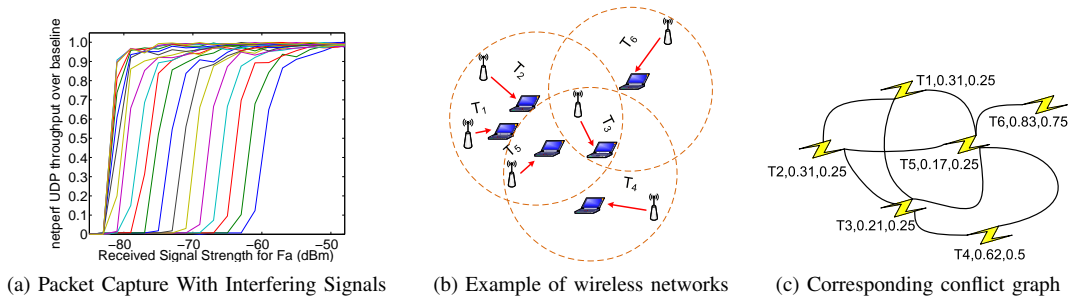 netperf UDP throughput over baseline
1.0
0.9
0.8
0.7
0.6
0.5
0.4
0.3
0.2
0.1
0
−80
−70
−60
−50
Received Signal Strength for Fa (dBm)
(a) Packet Capture With Interfering Signals
T6
T2
T1
T3
T5
T4
(b) Example of wireless networks
T1,0.31,0.25
T6,0.83,0.75
T2,0.31,0.25
T5,0.17,0.25
T3,0.21,0.25
T4,0.62,0.5
(c) Corresponding conflict graph